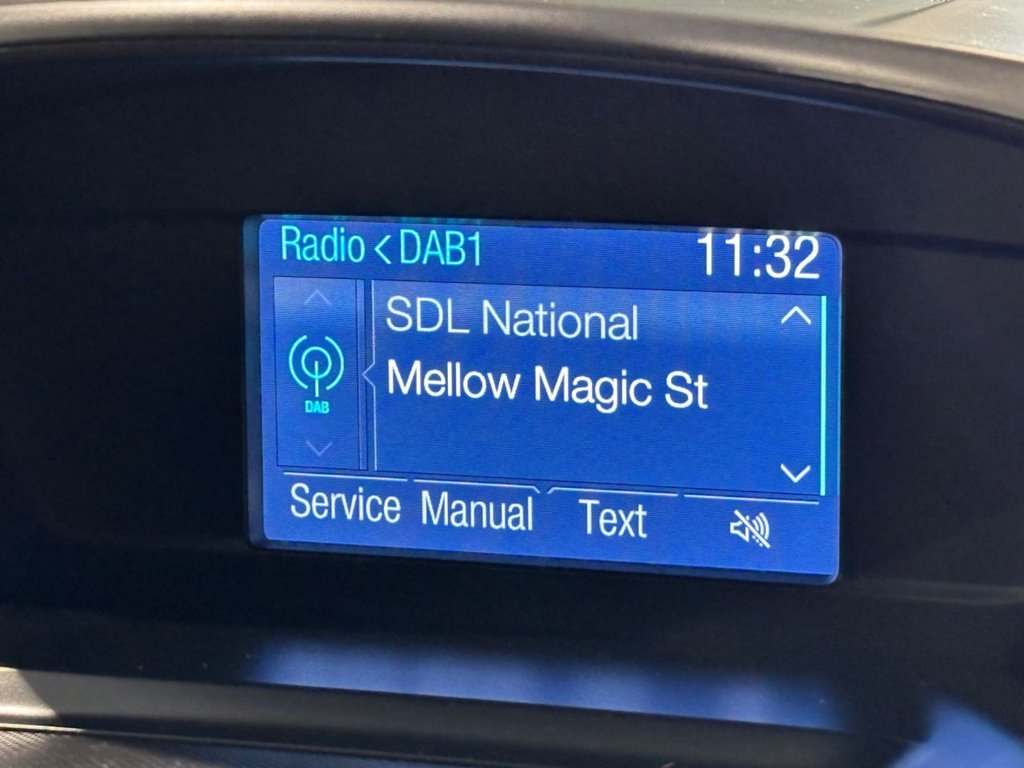 Radio < DAB1 11:32
SDL National
Mellow Magic St
DAB
Service Manual Text